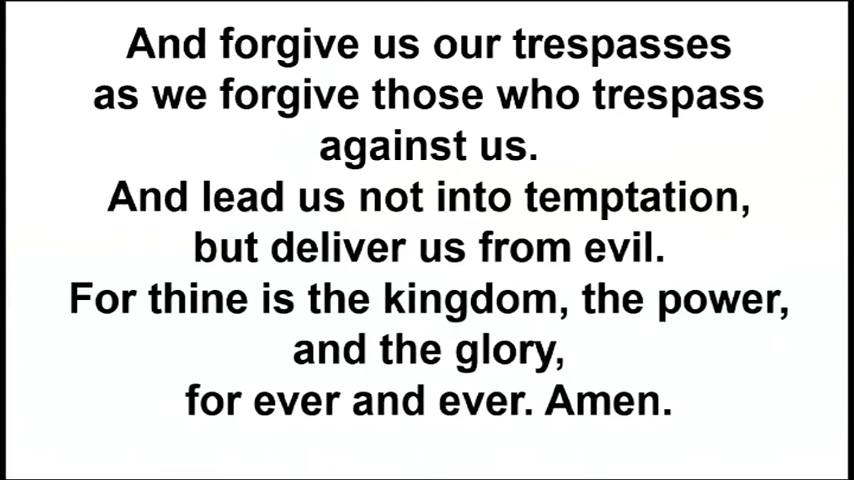 And forgive us our trespasses
as we forgive those who trespass
against us.
And lead us not into temptation,
but deliver us from evil.
For thine is the kingdom, the power,
and the glory,
for ever and ever. Amen.